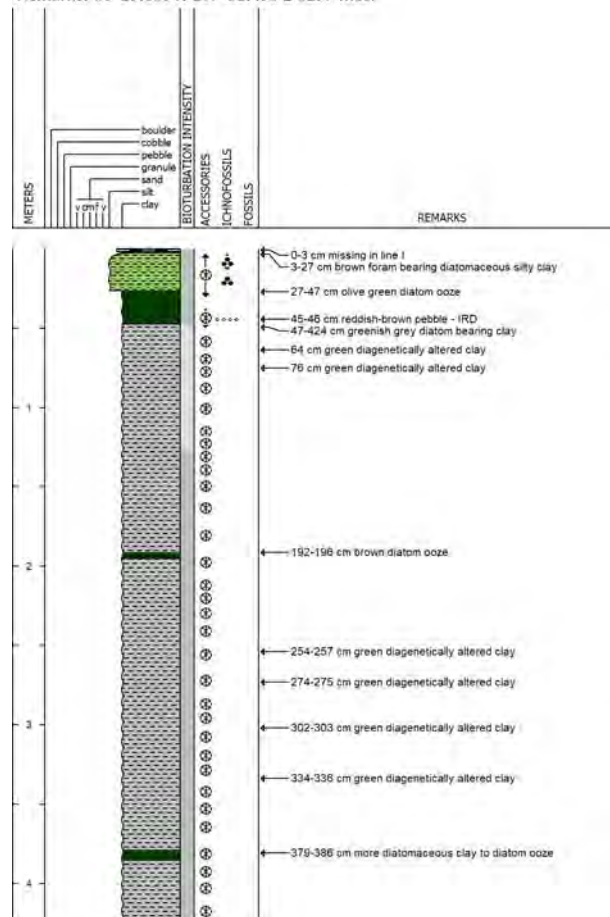 METERS
boulder
cobble
pebble
granule
sand
v cm f v
silt
clay
BIOTURBATION INTENSITY
ACCESSORIES
ICHNOFOSSILS
FOSSILS
REMARKS
0-3 cm missing in line I
3-27 cm brown foram bearing diatomaceous silty clay
27-47 cm olive green diatom ooze
45-46 cm reddish-brown pebble - IRD
47-424 cm greenish grey diatom bearing clay
64 cm green diagenetically altered clay
76 cm green diagenetically altered clay
1
192-196 cm brown diatom ooze
2
254-257 cm green diagenetically altered clay
274-275 cm green diagenetically altered clay
3
302-303 cm green diagenetically altered clay
334-336 cm green diagenetically altered clay
379-386 cm more diatomaceous clay to diatom ooze
4